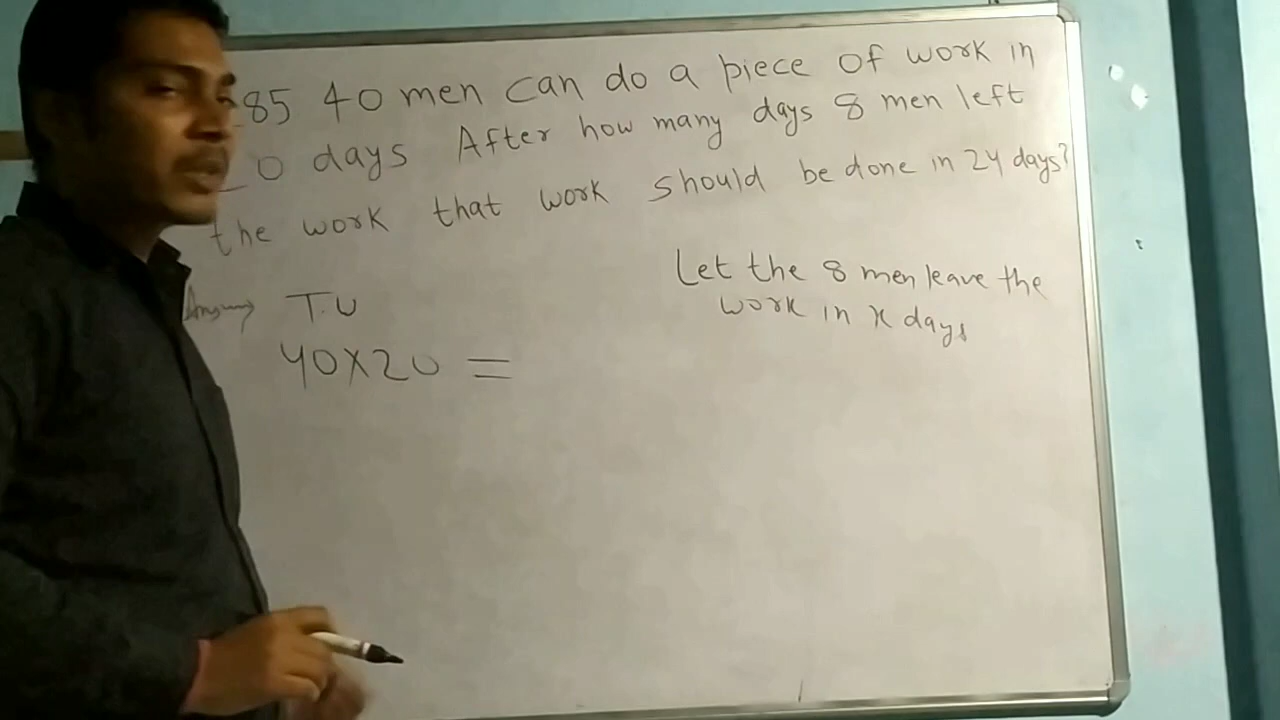 85 40 men can do a piece of work in
20 days After how many days 8 men left
the work that work should be done in 24 days?
Let the 8 men leave the
work in x days
T.U
40X20 =